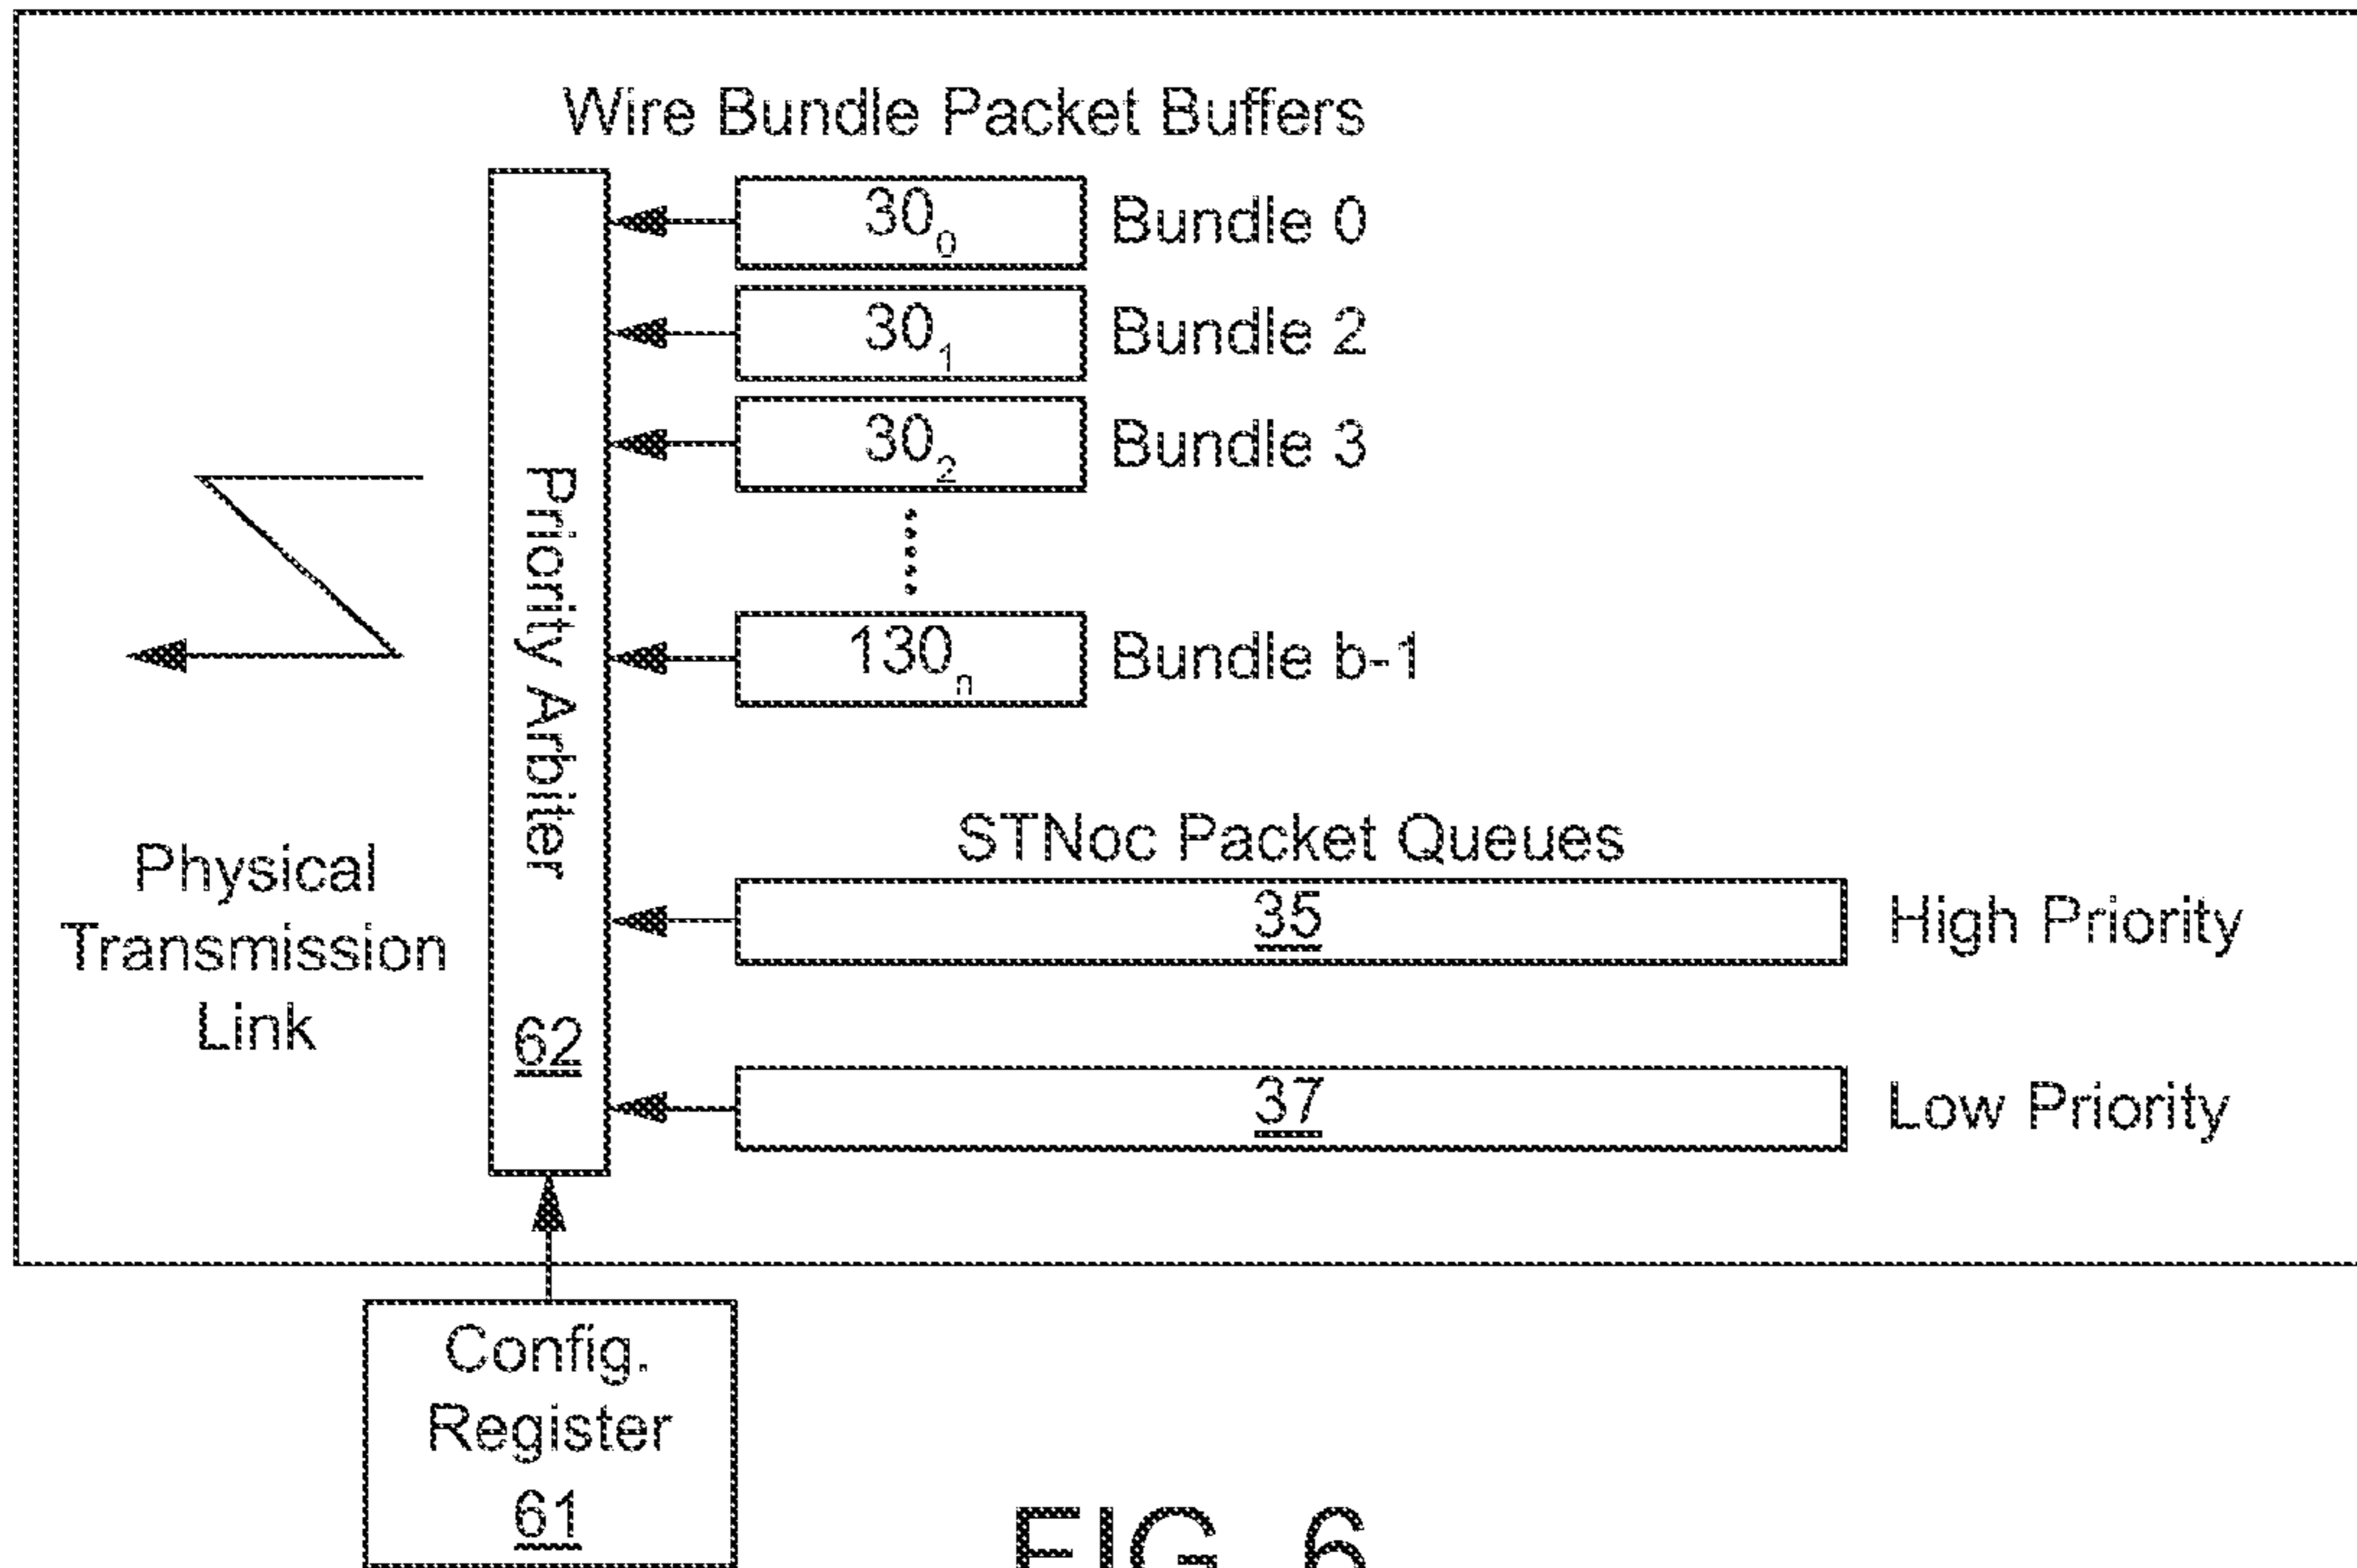 Wire Bundle Packet Buffers
30₀ Bundle 0
30₁ Bundle 2
30₂ Bundle 3
130ₙ Bundle b-1
Priority Arbiter
62
STNoc Packet Queues
35 High Priority
37 Low Priority
Physical
Transmission
Link
Config.
Register
61
FIG. 6